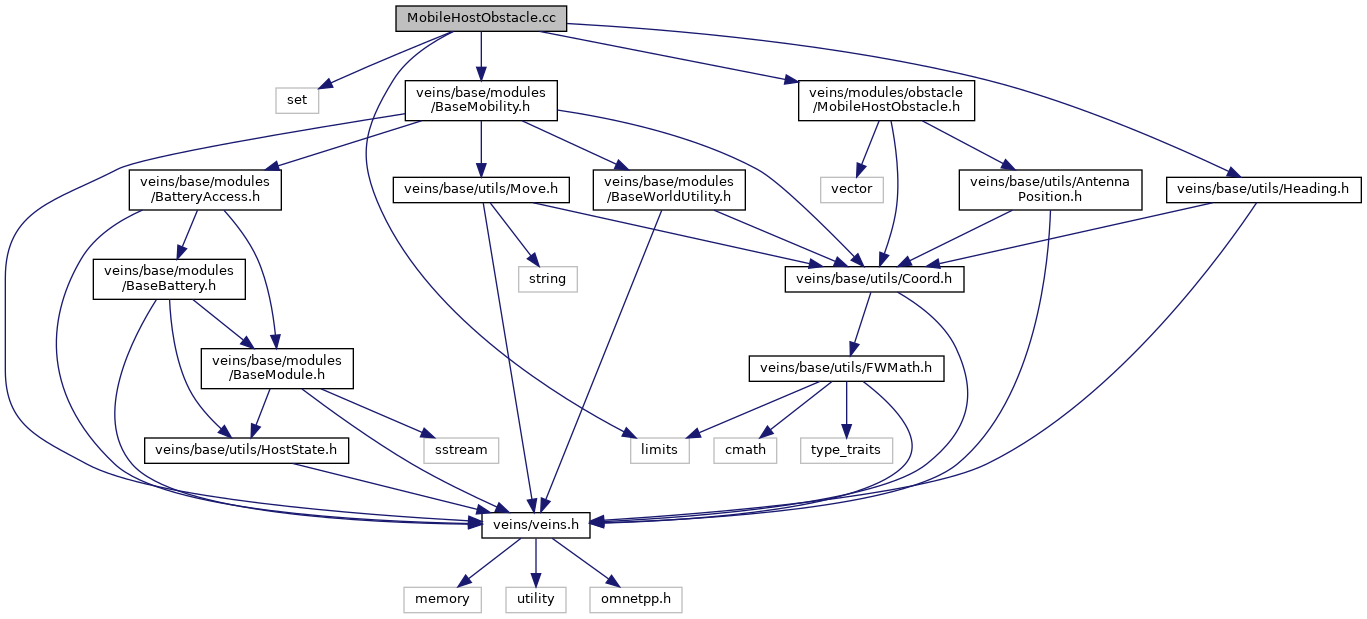 MobileHostObstacle.cc
set
veins/base/modules
/BaseMobility.h
veins/modules/obstacle
/MobileHostObstacle.h
veins/base/modules
/BatteryAccess.h
veins/base/utils/Move.h
veins/base/modules
/BaseWorldUtility.h
vector
veins/base/utils/Antenna
Position.h
veins/base/utils/Heading.h
veins/base/modules
/BaseBattery.h
string
veins/base/utils/Coord.h
veins/base/modules
/BaseModule.h
veins/base/utils/FWMath.h
veins/base/utils/HostState.h
sstream
limits
cmath
type_traits
veins/veins.h
memory
utility
omnetpp.h